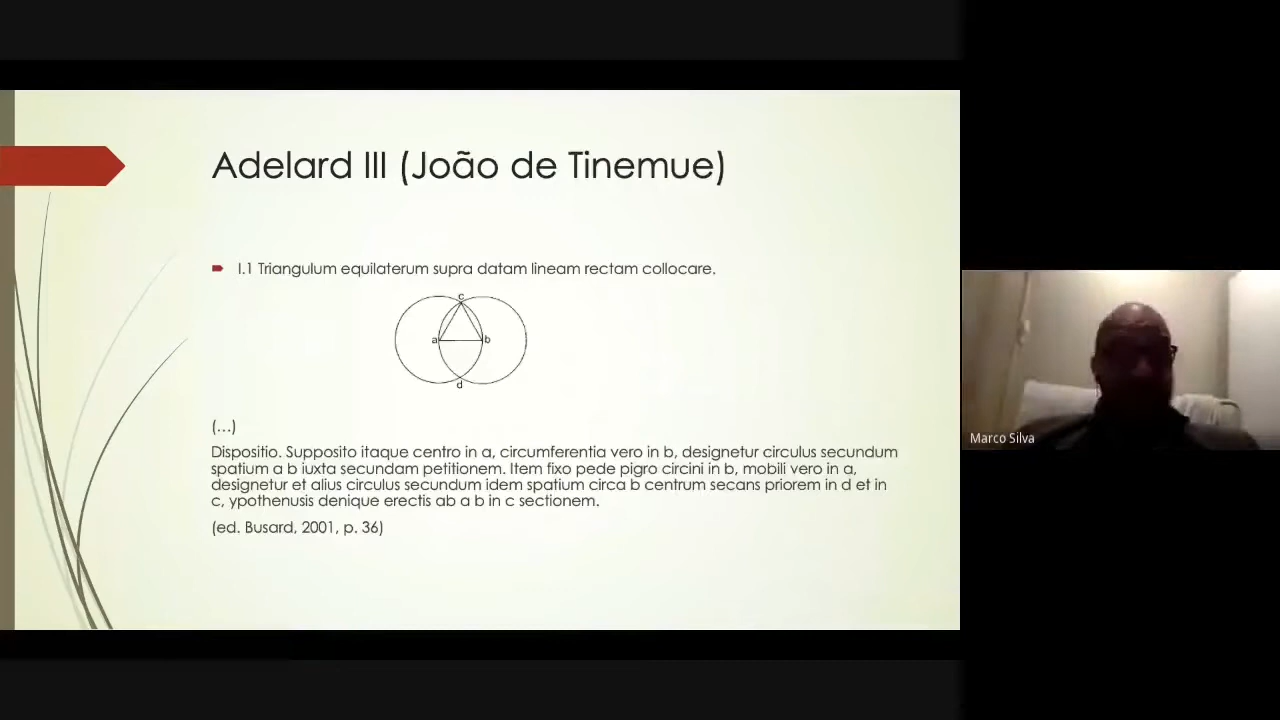 Adelard III (João de Tinemue)
I.1 Triangulum equilaterum supra datam lineam rectam collocare.
c
a b
d
(...)
Dispositio. Supposito itaque centro in a, circumferentia vero in b, designetur circulus secundum
spatium a b iuxta secundam petitionem. Item fixo pede pigro circini in b, mobili vero in a,
designetur et alius circulus secundum idem spatium circa b centrum secans priorem in d et in
c, ypothenusis denique erectis ab a b in c sectionem.
(ed. Busard, 2001, p. 36)
Marco Silva